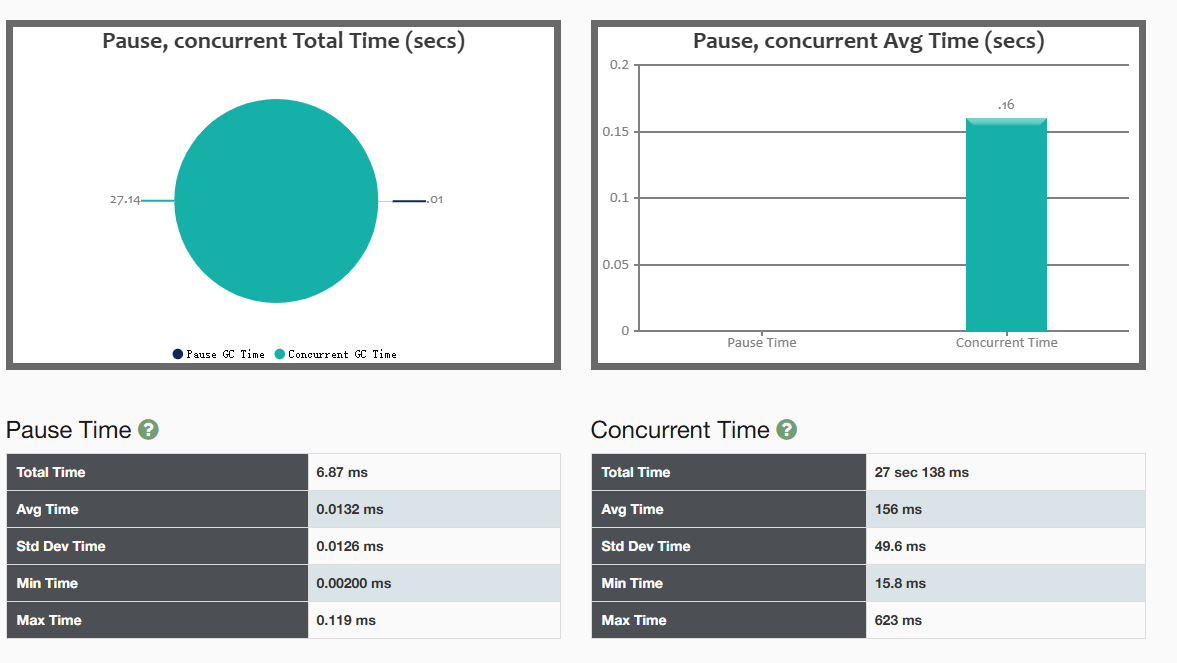 Pause, concurrent Total Time (secs)
27.14
.01
Pause GC Time
Concurrent GC Time
Pause, concurrent Avg Time (secs)
0.2
.16
0.15
0.1
0.05
0
Pause Time
Concurrent Time
Pause Time ?
Total Time 6.87 ms
Avg Time 0.0132 ms
Std Dev Time 0.0126 ms
Min Time 0.00200 ms
Max Time 0.119 ms
Concurrent Time ?
Total Time 27 sec 138 ms
Avg Time 156 ms
Std Dev Time 49.6 ms
Min Time 15.8 ms
Max Time 623 ms